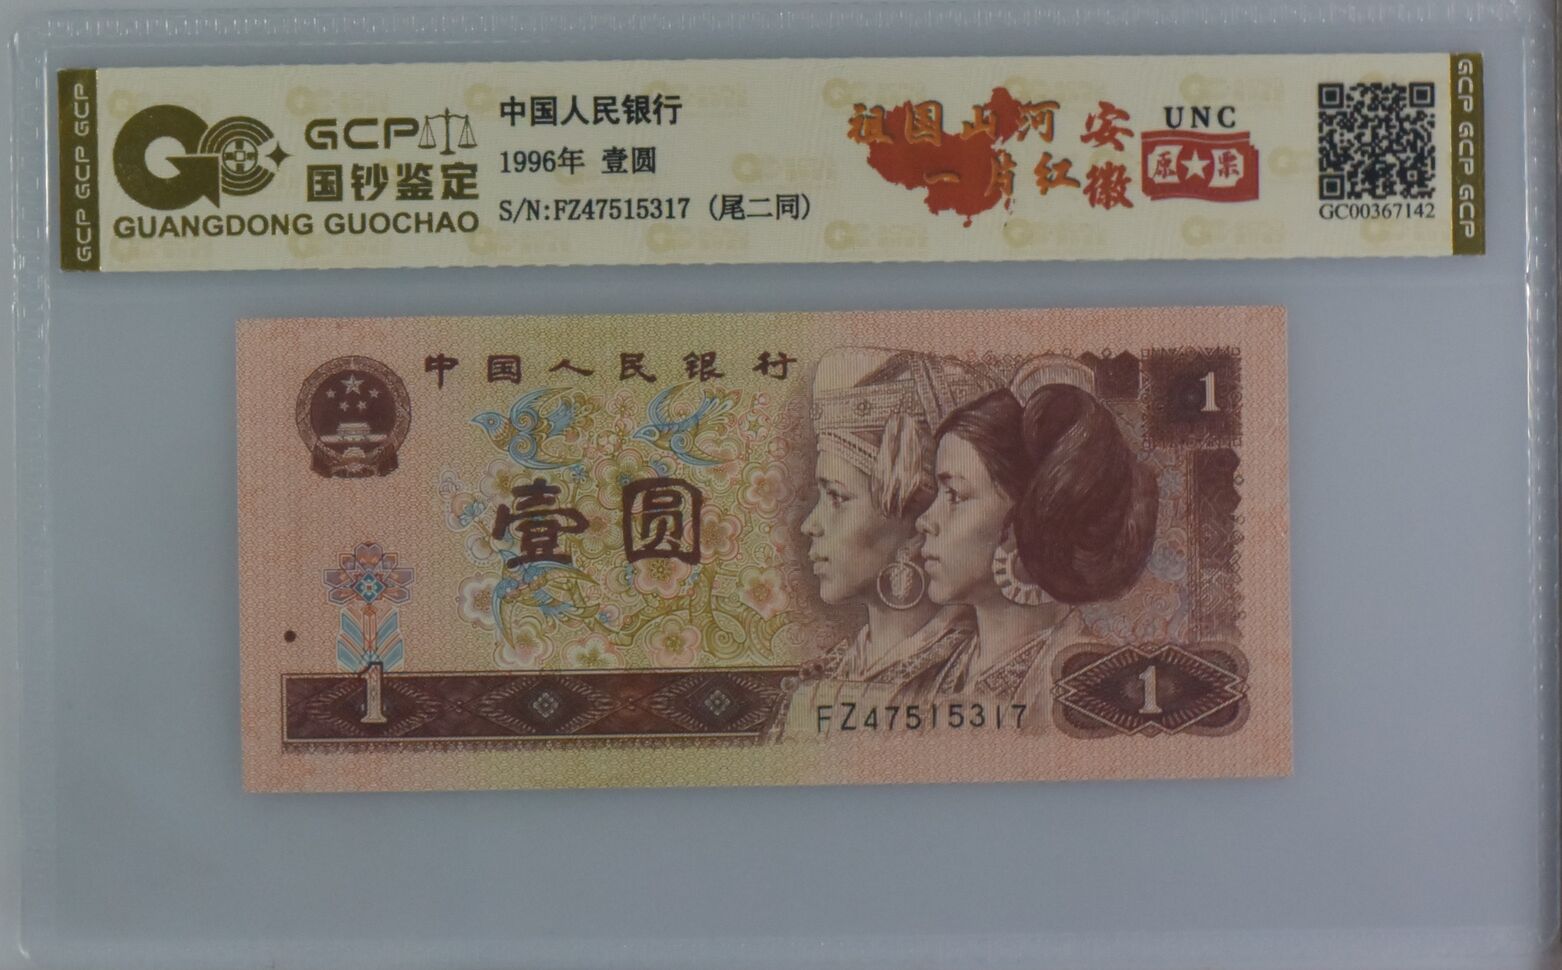 GCP GCP GCP
GCP
国钞鉴定
GUANGDONG GUOCHAO
中国人民银行
1996年 壹圆
S/N:FZ47515317 (尾二同)
祖国山河
一片红
安徽
UNC
原★票
GC00367142
GCP GCP GCP
中国人民银行
1
壹圆
1
FZ47515317
1